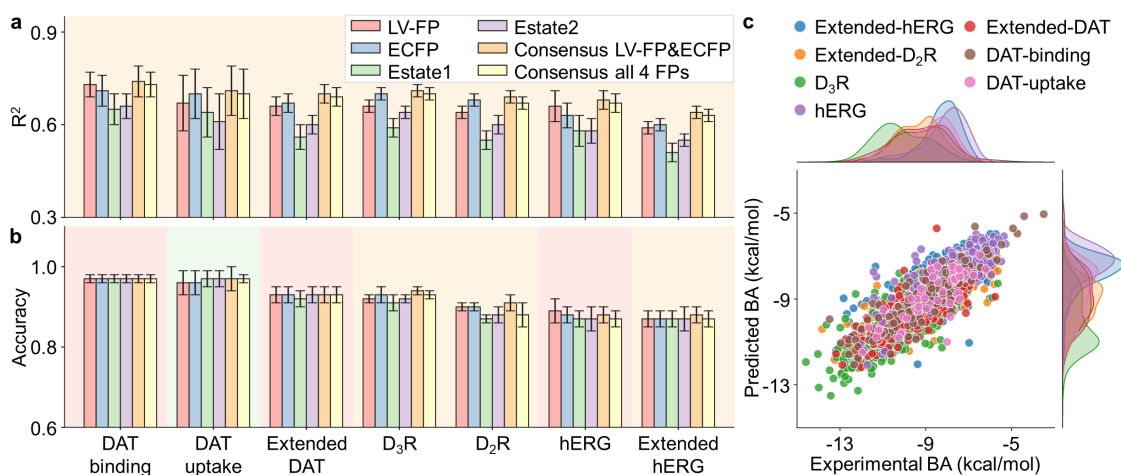 a
0.9
0.6
0.3
R²
LV-FP
ECFP
Estate1
Estate2
Consensus LV-FP&ECFP
Consensus all 4 FPs
b
1.0
0.8
0.6
Accuracy
DAT
binding
DAT
uptake
Extended
DAT
D₃R
D₂R
hERG
Extended
hERG
c
Extended-hERG
Extended-D₂R
D₃R
hERG
Extended-DAT
DAT-binding
DAT-uptake
Predicted BA (kcal/mol)
-5
-9
-13
-13
-9
-5
Experimental BA (kcal/mol)